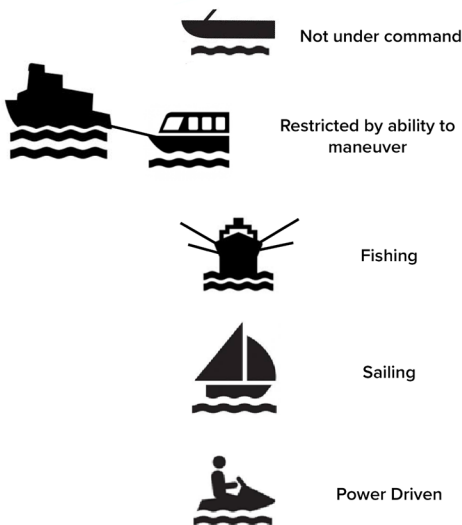 Not under command
Restricted by ability to
maneuver
Fishing
Sailing
Power Driven